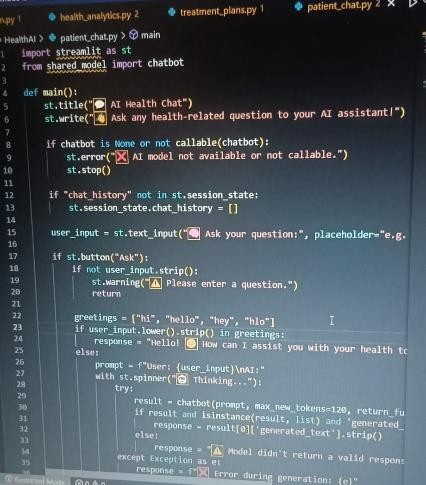 n.py 1 health_analytics.py 2 treatment_plans.py 1 patient_chat.py 2
HealthAI > patient_chat.py > main
1 import streamlit as st
2 from shared_model import chatbot
3
4 def main():
5 st.title("💬 AI Health Chat")
6 st.write("👋 Ask any health-related question to your AI assistant!")
7
8 if chatbot is None or not callable(chatbot):
9 st.error("❌ AI model not available or not callable.")
10 st.stop()
11
12 if "chat_history" not in st.session_state:
13 st.session_state.chat_history = []
14
15 user_input = st.text_input("🧠 Ask your question:", placeholder="e.g.
16
17 if st.button("Ask"):
18 if not user_input.strip():
19 st.warning("⚠️ Please enter a question.")
20 return
21
22 greetings = ["hi", "hello", "hey", "hlo"]
23 if user_input.lower().strip() in greetings:
24 response = "Hello! 😊 How can I assist you with your health to
25 else:
26 prompt = f"User: {user_input}\nAI:"
27 with st.spinner("🤖 Thinking..."):
28 try:
29 result = chatbot(prompt, max_new_tokens=120, return_fu
30 if result and isinstance(result, list) and 'generated_
31 response = result[0]['generated_text'].strip()
32 else:
33 response = "⚠️ Model didn't return a valid respons
34 except Exception as e:
35 response = f"❌ Error during generation: {e}"
Restricted Mode 0 0